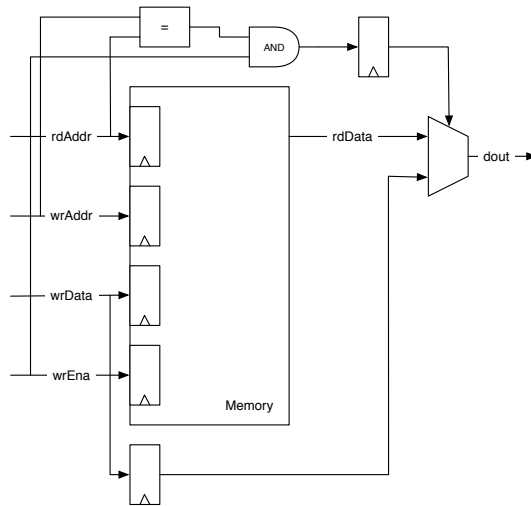 =
AND
rdAddr
rdData
dout
wrAddr
wrData
wrEna
Memory